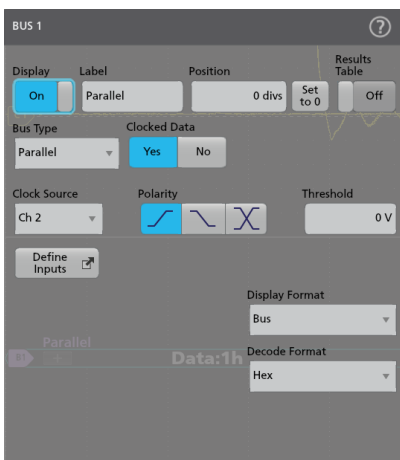 BUS 1
?
Display Label Position Results Table
On Parallel 0 divs Set to 0 Off
Bus Type Clocked Data
Parallel Yes No
Clock Source Polarity Threshold
Ch 2 0 V
Define Inputs
Display Format
Bus
Parallel
Data:1h Decode Format
B1
Hex